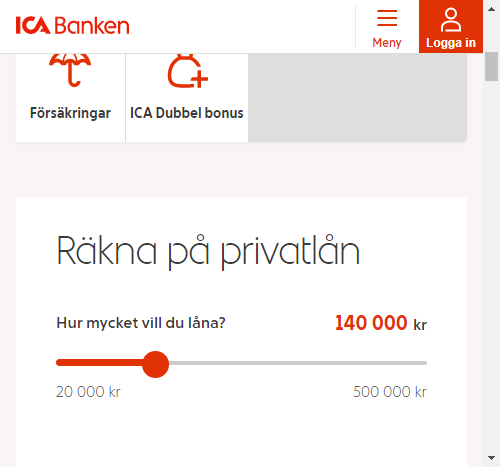 ICA Banken
Meny
Logga in
Försäkringar
ICA Dubbel bonus
Räkna på privatlån
Hur mycket vill du låna?
140 000 kr
20 000 kr
500 000 kr